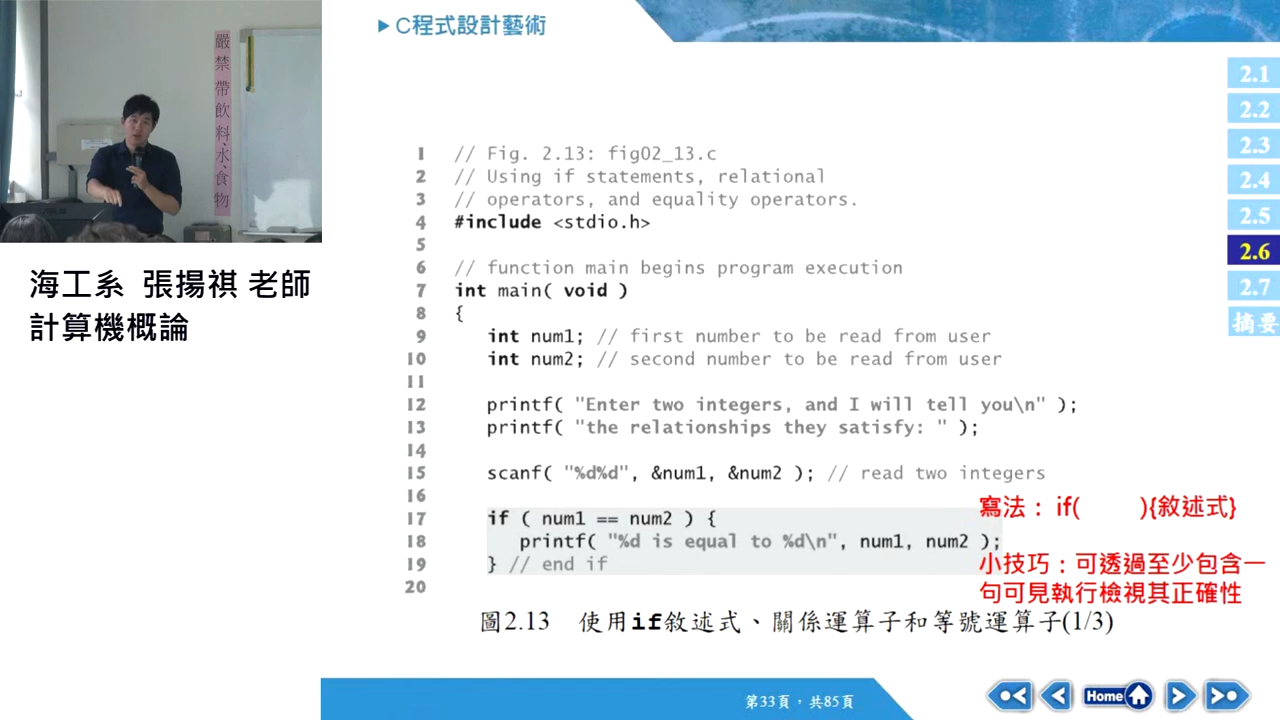 C程式設計藝術
嚴禁帶飲料、水、食物
海工系 張揚祺 老師
計算機概論
2.1
2.2
2.3
2.4
2.5
2.6
2.7
摘要
1 // Fig. 2.13: fig02_13.c
2 // Using if statements, relational
3 // operators, and equality operators.
4 #include <stdio.h>
5
6 // function main begins program execution
7 int main( void )
8 {
9 int num1; // first number to be read from user
10 int num2; // second number to be read from user
11
12 printf( "Enter two integers, and I will tell you\n" );
13 printf( "the relationships they satisfy: " );
14
15 scanf( "%d%d", &num1, &num2 ); // read two integers
16
17 if ( num1 == num2 ) {
18 printf( "%d is equal to %d\n", num1, num2 );
19 } // end if
20
寫法： if( ){敘述式}
小技巧：可透過至少包含一
句可見執行檢視其正確性
圖2.13 使用if敘述式、關係運算子和等號運算子(1/3)
第33頁，共85頁
Home